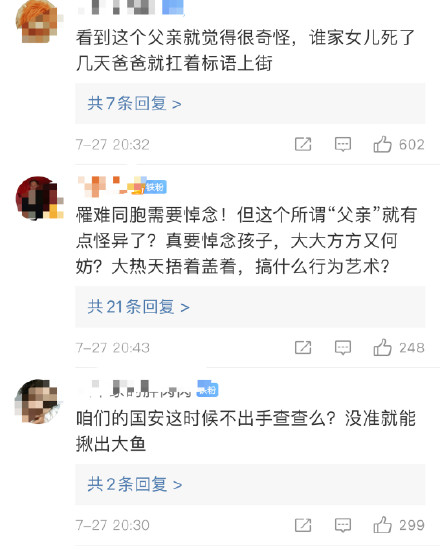 看到这个父亲就觉得很奇怪，谁家女儿死了
几天爸爸就扛着标语上街
共7条回复 >
7-27 20:32
602
铁粉
罹难同胞需要悼念！但这个所谓“父亲”就有
点怪异了？真要悼念孩子，大大方方又何
妨？大热天捂着盖着，搞什么行为艺术？
共21条回复 >
7-27 20:43
248
铁粉
咱们的国安这时候不出手查查么？没准就能
揪出大鱼
共2条回复 >
7-27 20:30
299